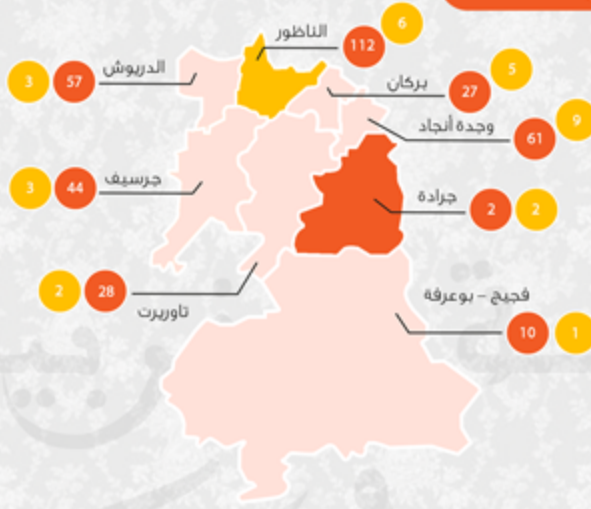 6
الناظور
112
5
الدريوش
57
3
بركان
27
9
وجدة أنجاد
61
جرسيف
44
3
جرادة
2
2
28
2
تاوريرت
فجيج – بوعرفة
10
1